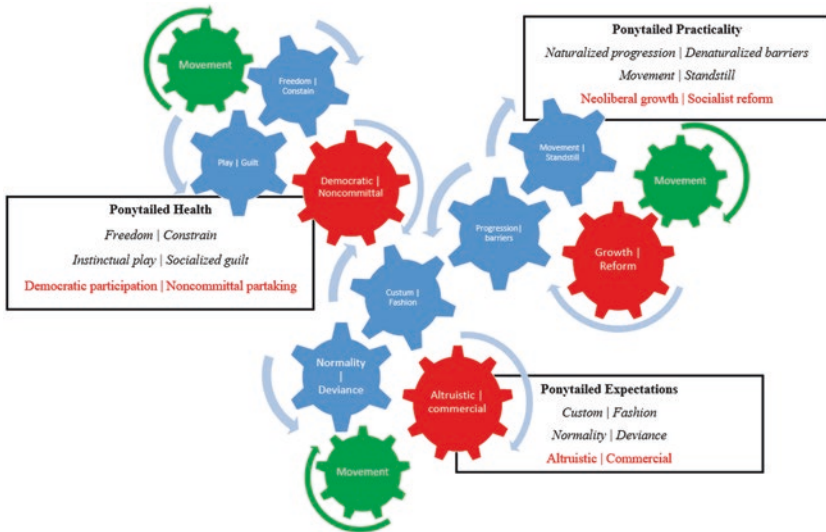 Movement
Freedom |
Constain
Play | Guilt
Democratic |
Noncommittal
Ponytailed Health
Freedom | Constrain
Instinctual play | Socialized guilt
Democratic participation | Noncommittal partaking
Ponytailed Practicality
Naturalized progression | Denaturalized barriers
Movement | Standstill
Neoliberal growth | Socialist reform
Movement |
Standstill
Movement
Progression|
barriers
Growth |
Reform
Custum |
Fashion
Normality
|
Deviance
Altruistic |
commercial
Movement
Ponytailed Expectations
Custom | Fashion
Normality | Deviance
Altruistic | Commercial